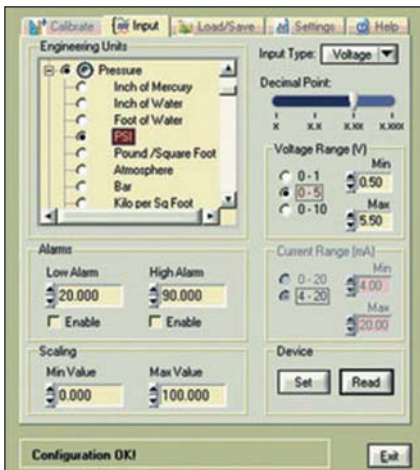 Calibrate Input Load/Save Settings Help
Engineering Units
Pressure
Inch of Mercury
Inch of Water
Foot of Water
PSI
Pound /Square Foot
Atmosphere
Bar
Kilo per Sq Foot
Input Type: Voltage
Decimal Point:
X X.X X.XX X.XXX
Voltage Range (V)
0 - 1
0 - 5
0 - 10
Min
0.50
Max
5.50
Alarms
Low Alarm High Alarm
20.000 90.000
Enable Enable
Current Range (mA)
0 - 20
4 - 20
Min
4.00
Max
20.00
Scaling
Min Value Max Value
0.000 100.000
Device
Set Read
Configuration OK!
Exit